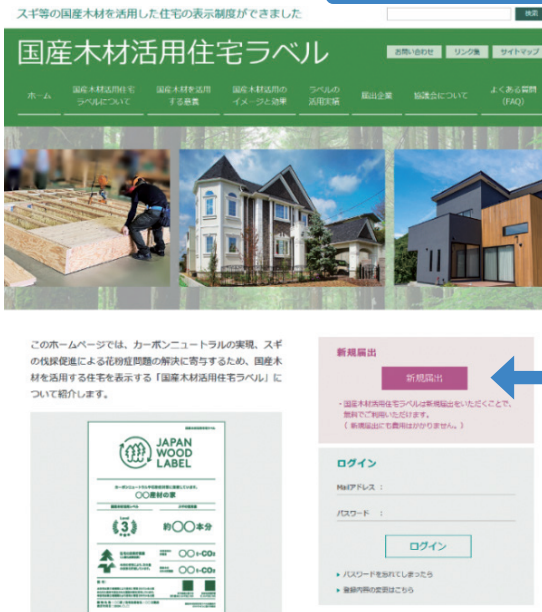 スギ等の国産木材を活用した住宅の表示制度ができました
検索
国産木材活用住宅ラベル
お問い合わせ
リンク集
サイトマップ
ホーム
国産木材活用住宅
ラベルについて
国産木材を活用
する意義
国産木材活用の
イメージと効果
ラベルの
活用実績
届出企業
協議会について
よくある質問
(FAQ)
このホームページでは、カーボンニュートラルの実現、スギ
の伐採促進による花粉症問題の解決に寄与するため、国産木
材を活用する住宅を表示する「国産木材活用住宅ラベル」に
ついて紹介します。
JAPAN
WOOD
LABEL
〇〇産材の家
Level
3
約〇〇本分
〇〇t-CO₂
〇〇t-CO₂
新規届出
新規届出
・国産木材活用住宅ラベルは新規届出をいただくことで、
無料でご利用いただけます。
( 新規届出にも費用はかかりません。)
ログイン
Mailアドレス :
パスワード :
ログイン
パスワードを忘れてしまったら
登録内容の変更はこちら